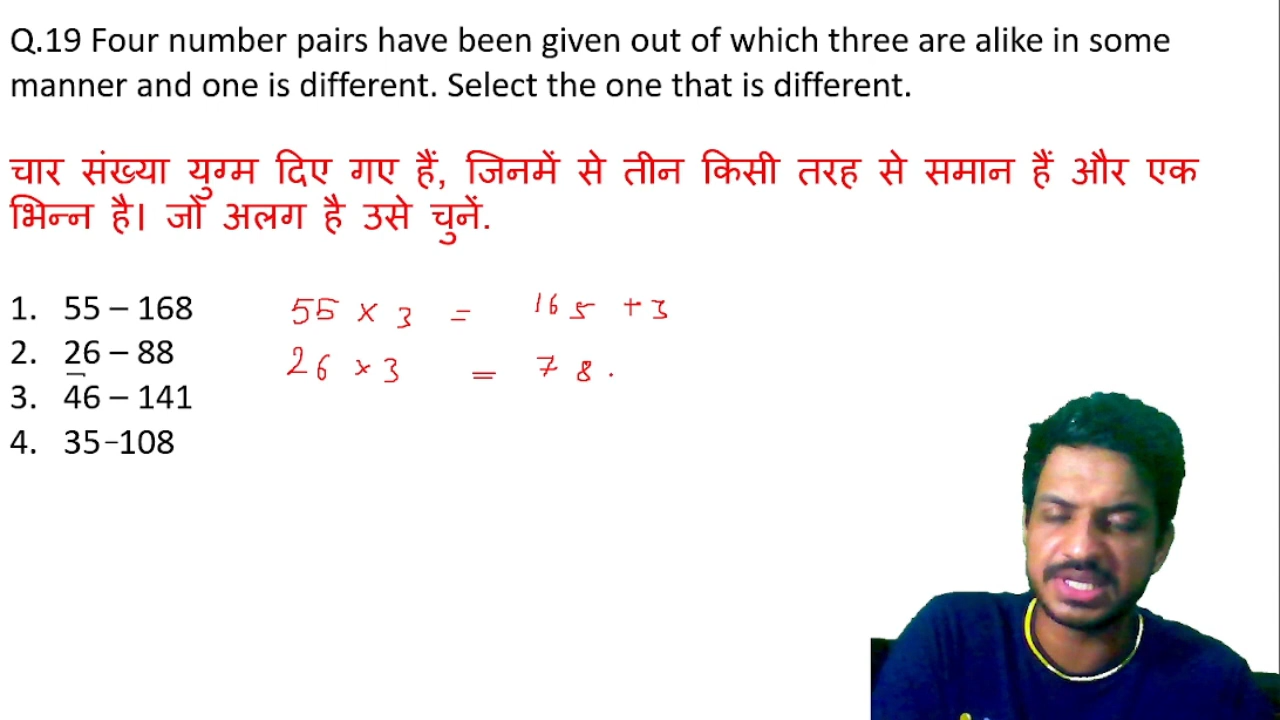 Q.19 Four number pairs have been given out of which three are alike in some
manner and one is different. Select the one that is different.
चार संख्या युग्म दिए गए हैं, जिनमें से तीन किसी तरह से समान हैं और एक
भिन्न है। जो अलग है उसे चुनें.
1. 55 – 168 55 × 3 = 165 +3
2. 26 – 88 26 × 3 = 78.
3. 46 – 141
4. 35-108